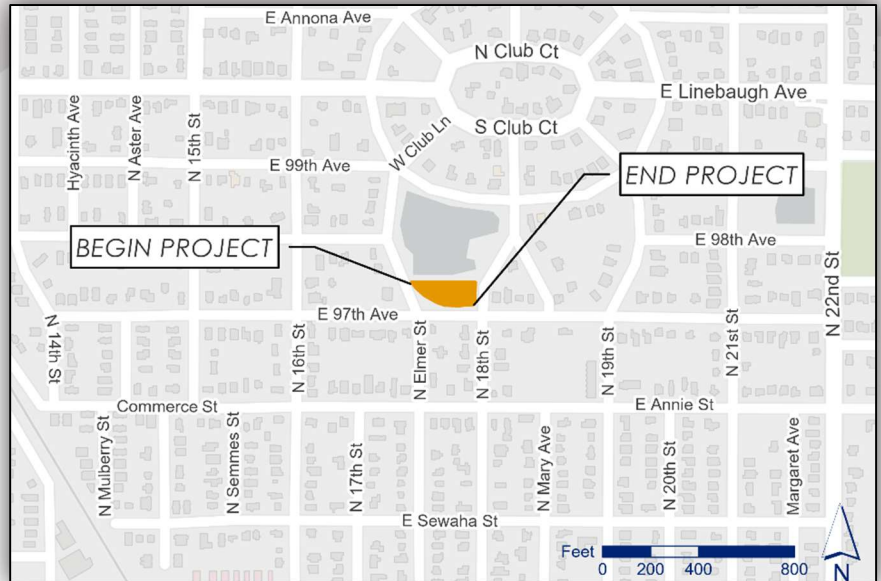 E Annona Ave
N Club Ct
E Linebaugh Ave
S Club Ct
W Club Ln
Hyacinth Ave
N Aster Ave
N 15th St
E 99th Ave
END PROJECT
BEGIN PROJECT
E 98th Ave
N 22nd St
E 97th Ave
N 14th St
N 16th St
N Elmer St
N 18th St
N 19th St
N 21st St
Commerce St
E Annie St
N Mulberry St
N Semmes St
N 17th St
N Mary Ave
N 20th St
Margaret Ave
E Sewaha St
Feet
0 200 400 800
N